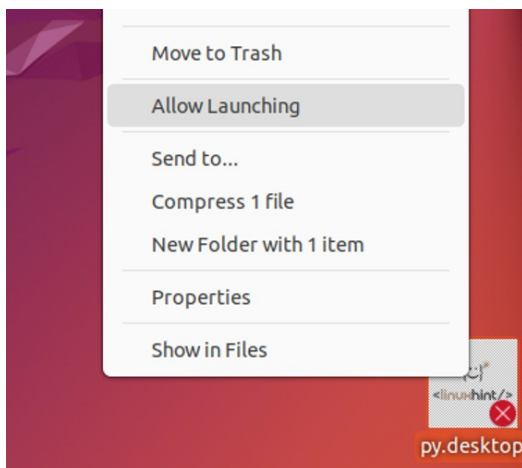 Move to Trash
Allow Launching
Send to...
Compress 1 file
New Folder with 1 item
Properties
Show in Files
<linuxhint/>
py.desktop